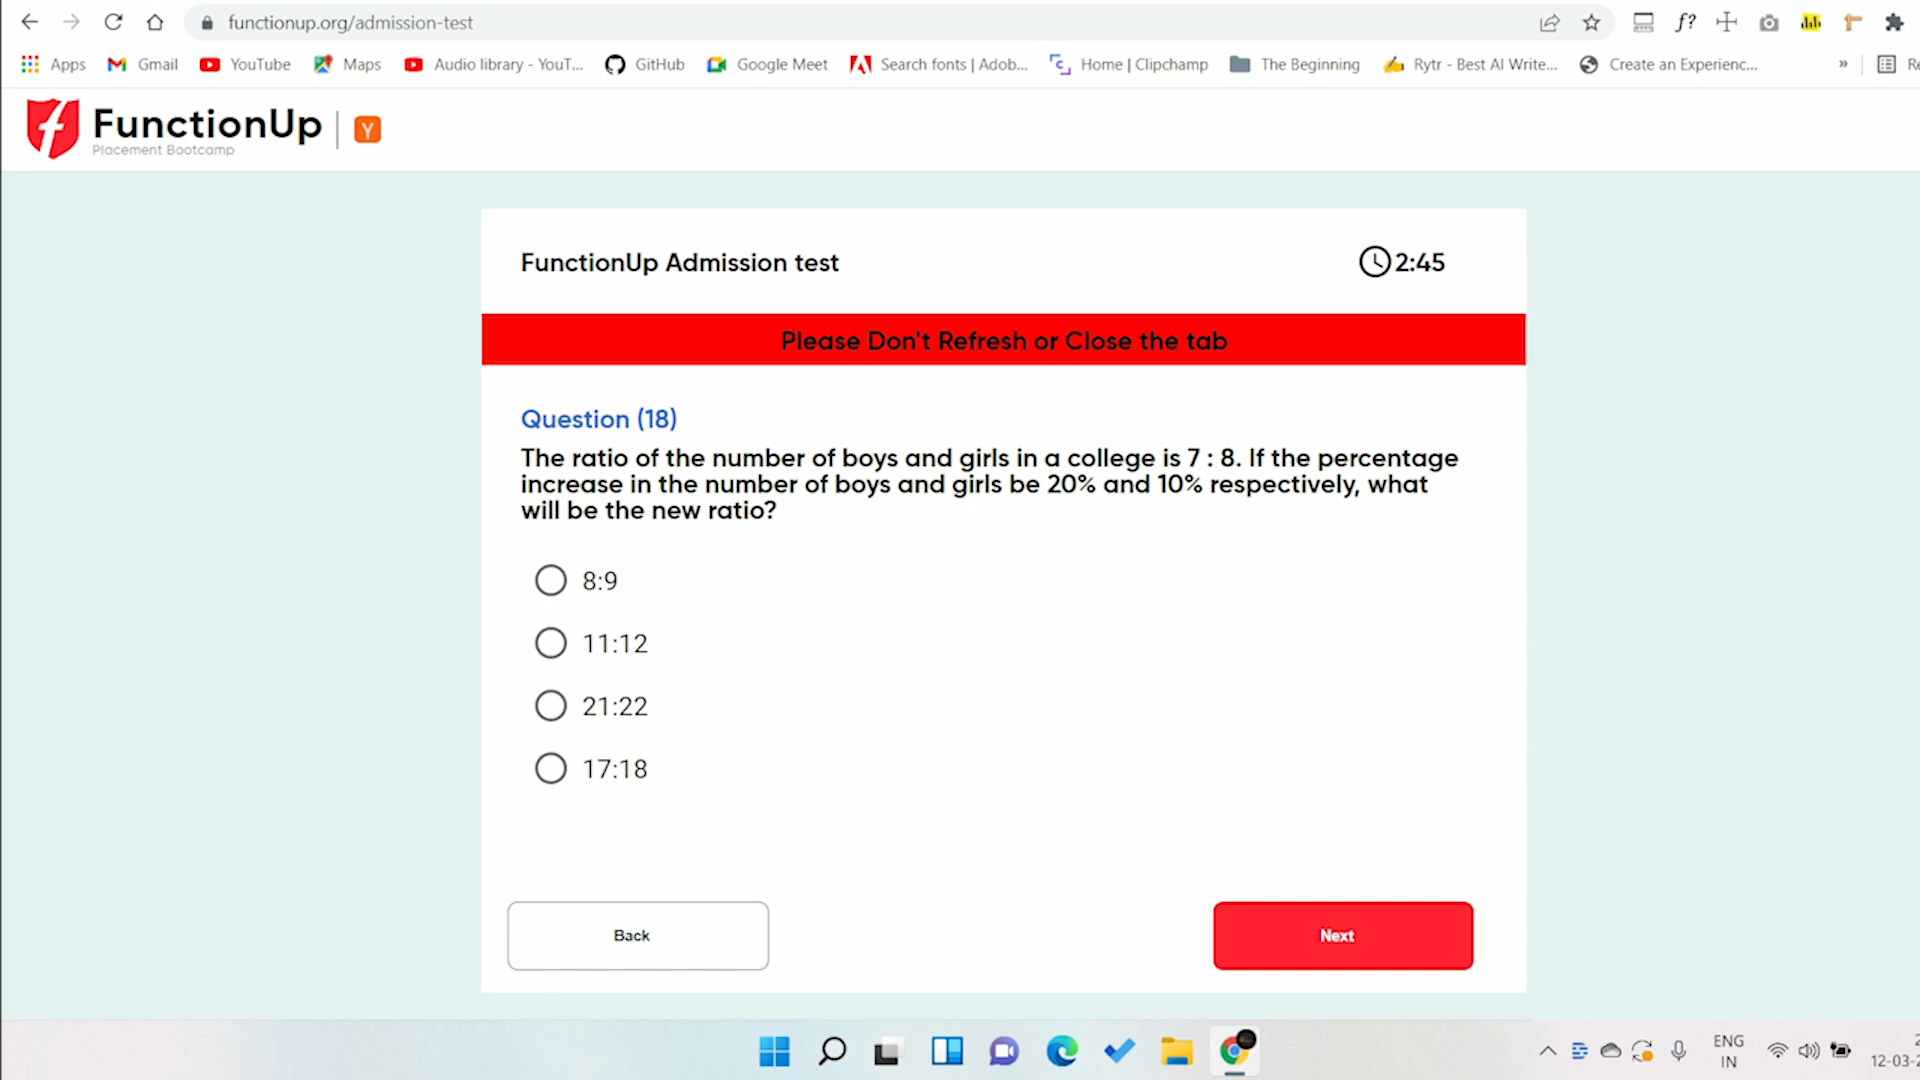 functionup.org/admission-test
f?
Apps
Gmail
YouTube
Maps
Audio library - YouT...
GitHub
Google Meet
Search fonts | Adob...
Home | Clipchamp
The Beginning
Rytr - Best AI Write...
Create an Experienc...
»
Re
FunctionUp
Y
Placement Bootcamp
FunctionUp Admission test
2:45
Please Don't Refresh or Close the tab
Question (18)
The ratio of the number of boys and girls in a college is 7 : 8. If the percentage
increase in the number of boys and girls be 20% and 10% respectively, what
will be the new ratio?
8:9
11:12
21:22
17:18
Back
Next
ENG
IN
12-03-